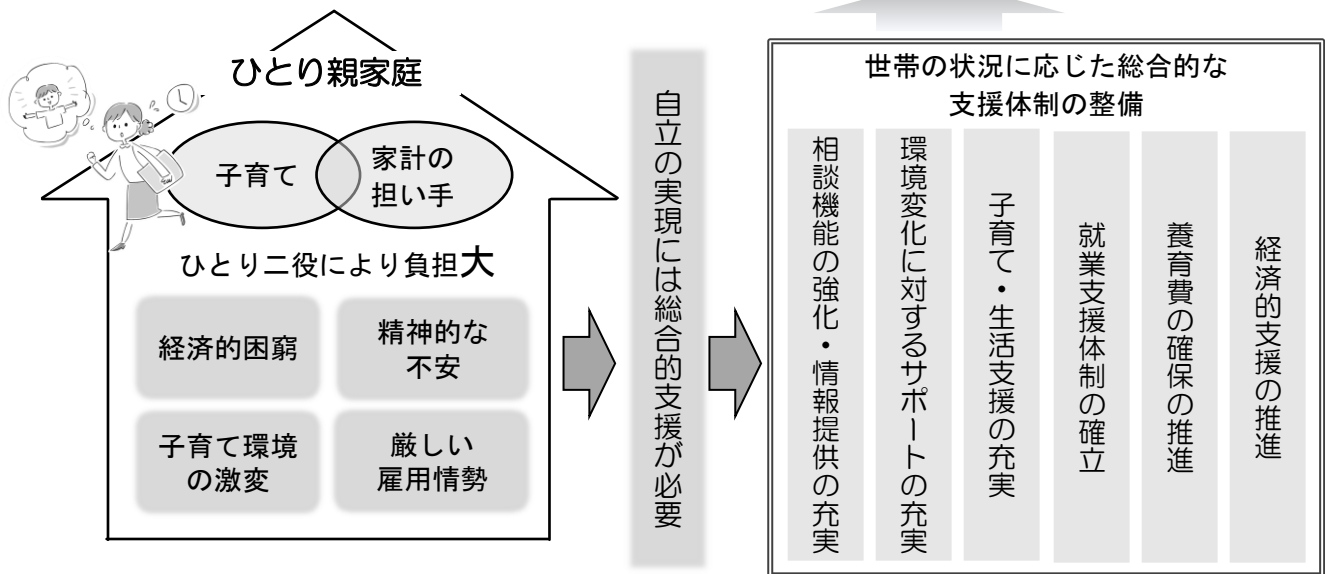 ひとり親家庭
子育て
家計の
担い手
ひとり二役により負担大
経済的困窮
精神的な
不安
子育て環境
の激変
厳しい
雇用情勢
自立の実現には総合的支援が必要
世帯の状況に応じた総合的な
支援体制の整備
相談機能の強化・情報提供の充実
環境変化に対するサポートの充実
子育て・生活支援の充実
就業支援体制の確立
養育費の確保の推進
経済的支援の推進